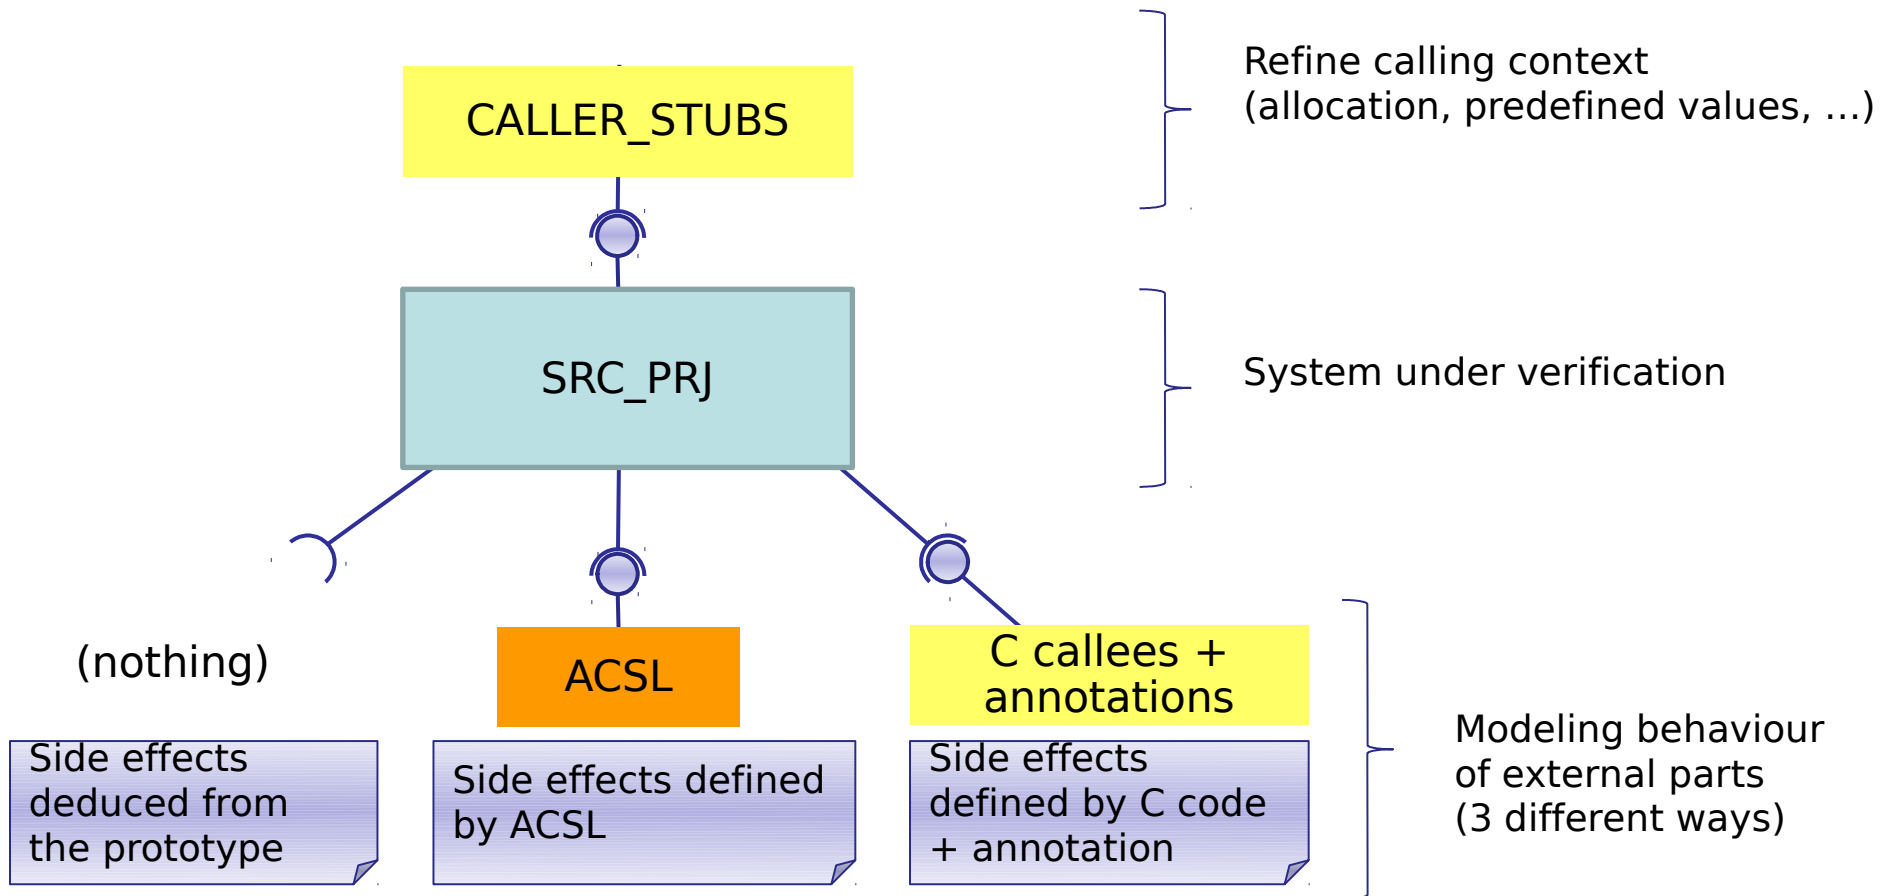 CALLER_STUBS
Refine calling context
(allocation, predefined values, ...)
SRC_PRJ
System under verification
(nothing)
ACSL
C callees +
annotations
Side effects
deduced from
the prototype
Side effects defined
by ACSL
Side effects
defined by C code
+ annotation
Modeling behaviour
of external parts
(3 different ways)